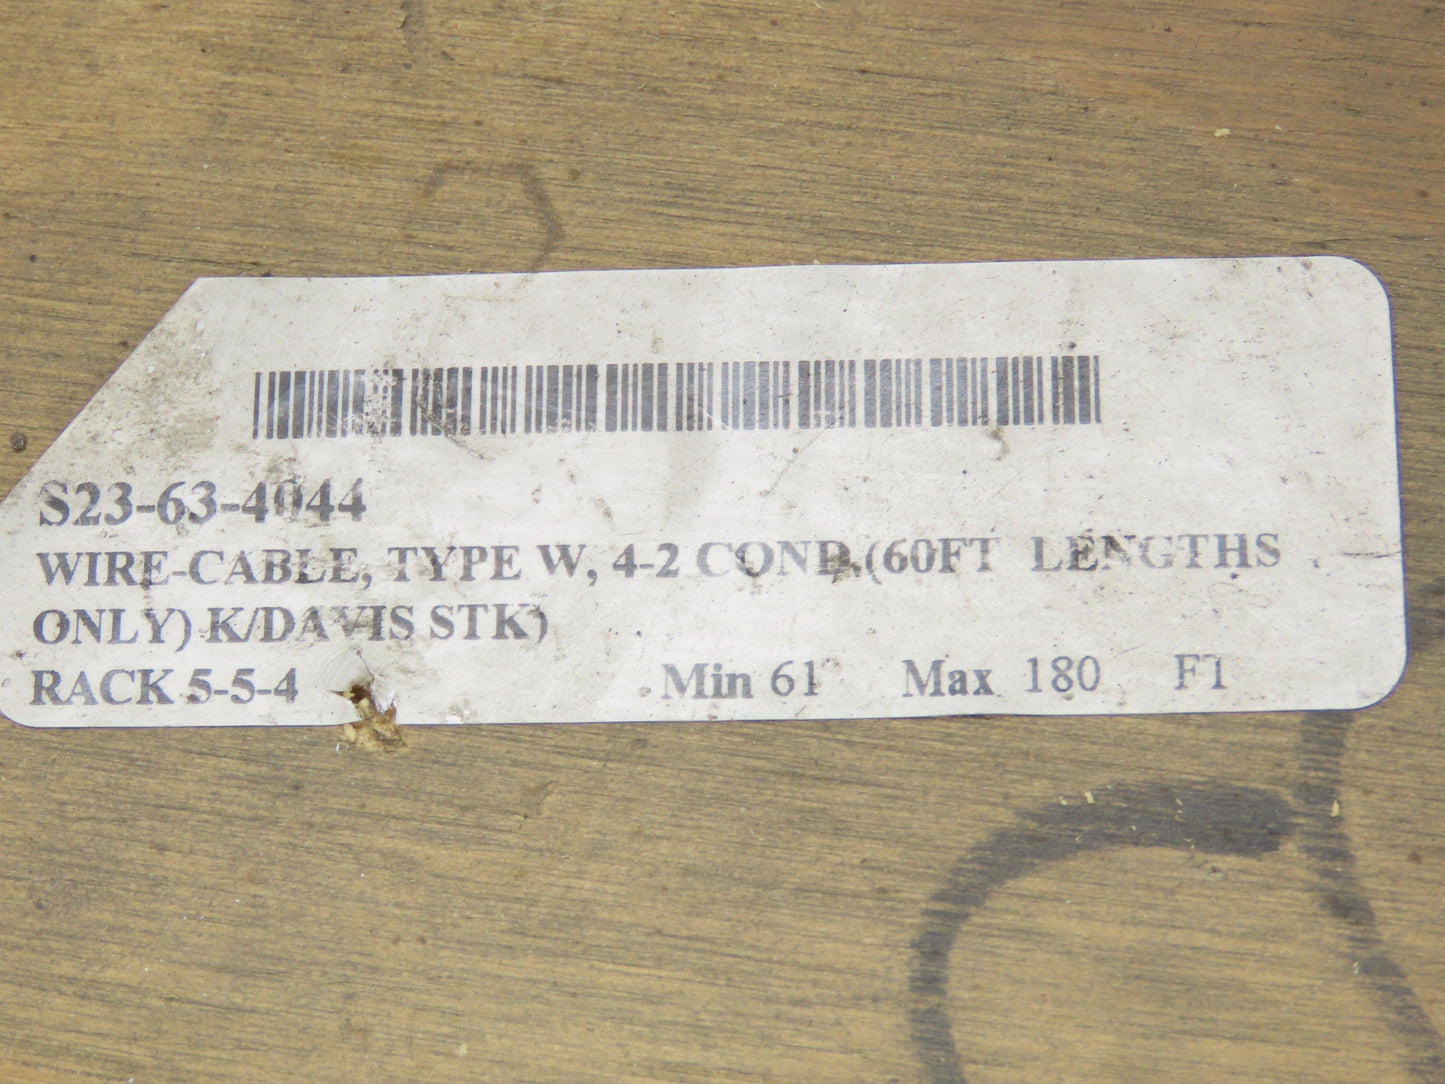 S23-63-4044
WIRE-CABLE, TYPE W, 4-2 COND.(60FT LENGTHS
ONLY) K/DAVIS STK)
RACK 5-5-4 Min 61 Max 180 FT